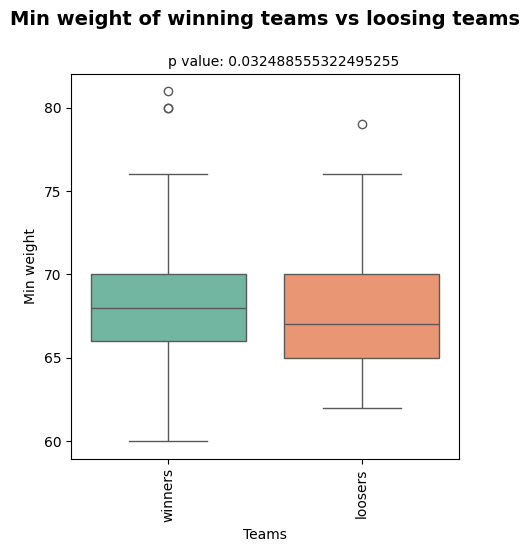 Min weight of winning teams vs loosing teams
p value: 0.032488555322495255
80
75
70
65
60
Min weight
winners
loosers
Teams